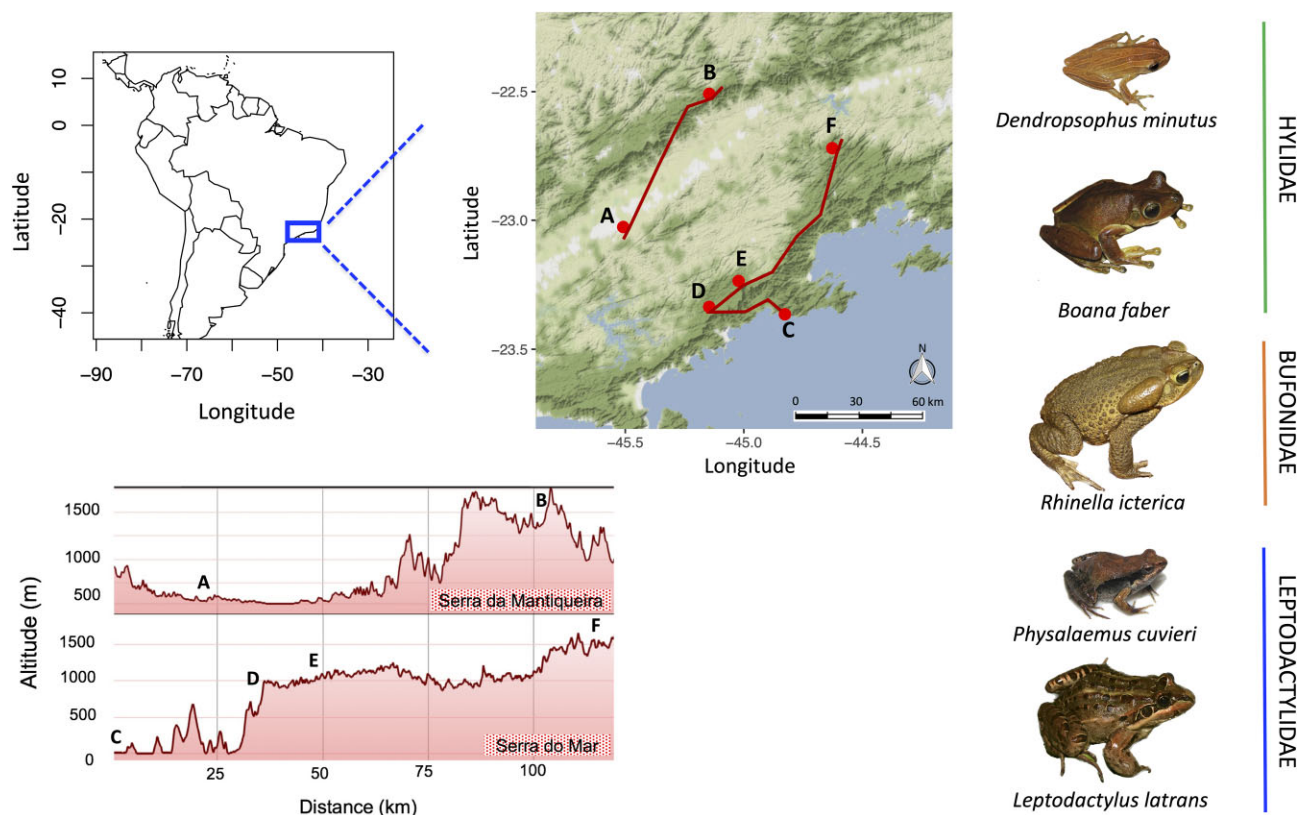 10
0
−20
−40
Latitude
−90
−70
−50
−30
Longitude
−22.5
−23.0
−23.5
Latitude
A
B
C
D
E
F
N
0 30 60 km
−45.5
−45.0
−44.5
Longitude
1500
1000
500
A
B
Serra da Mantiqueira
1500
1000
500
0
C
D
E
F
Serra do Mar
Altitude (m)
25
50
75
100
Distance (km)
Dendropsophus minutus
Boana faber
HYLIDAE
Rhinella icterica
BUFONIDAE
Physalaemus cuvieri
Leptodactylus latrans
LEPTODACTYLIDAE